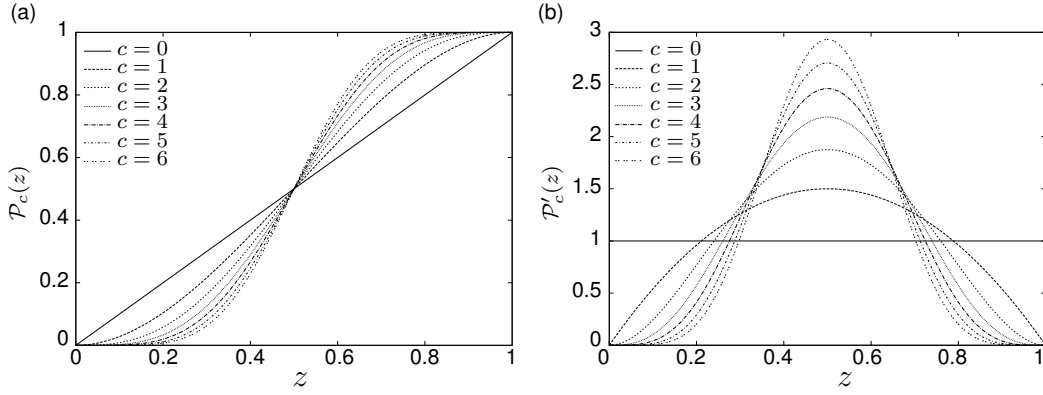 (a)
1
0.8
0.6
0.4
0.2
0
0 0.2 0.4 0.6 0.8 1
c = 0
c = 1
c = 2
c = 3
c = 4
c = 5
c = 6
P_c(z)
z
(b)
3
2.5
2
1.5
1
0.5
0
0 0.2 0.4 0.6 0.8 1
c = 0
c = 1
c = 2
c = 3
c = 4
c = 5
c = 6
P'_c(z)
z